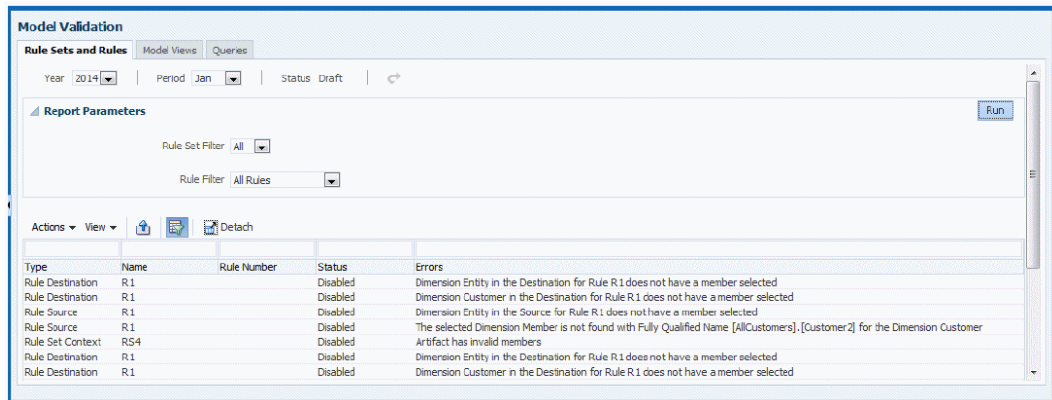 Model Validation
Rule Sets and Rules Model Views Queries
Year 2014 Period Jan Status Draft
Report Parameters Run
Rule Set Filter All
Rule Filter All Rules
Actions View Detach
Type Name Rule Number Status Errors
Rule Destination R1 Disabled Dimension Entity in the Destination for Rule R1 does not have a member selected
Rule Destination R1 Disabled Dimension Customer in the Destination for Rule R1 does not have a member selected
Rule Source R1 Disabled Dimension Entity in the Source for Rule R1 does not have a member selected
Rule Source R1 Disabled The selected Dimension Member is not found with Fully Qualified Name [AllCustomers].[Customer2] for the Dimension Customer
Rule Set Context RS4 Disabled Artifact has invalid members
Rule Destination R1 Disabled Dimension Entity in the Destination for Rule R1 does not have a member selected
Rule Destination R1 Disabled Dimension Customer in the Destination for Rule R1 does not have a member selected